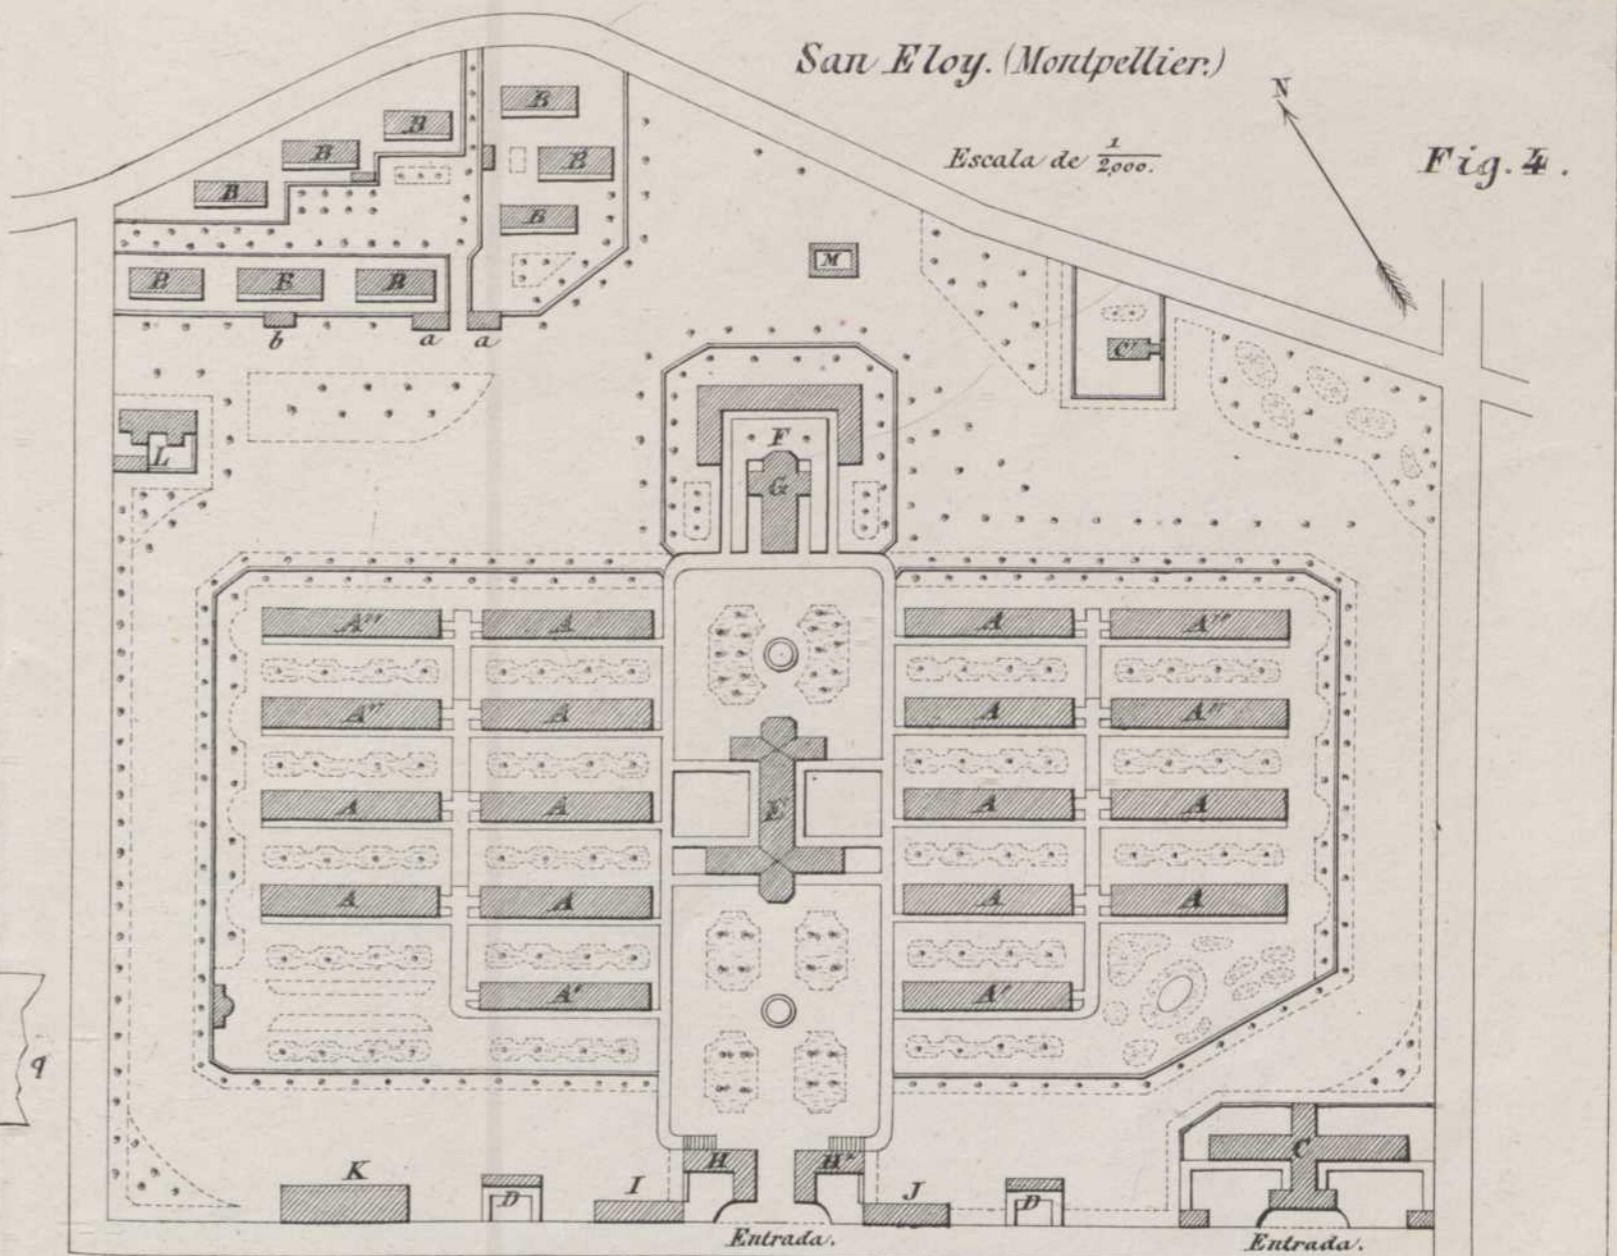 San Eloy. (Montpellier.)
N
Escala de 1/2,000.
Fig. 4.
B
B B
B B
B B
M
B B B
b a a
C'
L
F
G
A'' A A A'''
A'' A A A'''
A A E A A
A A A A
A' A'
q
K D I H H' J D C
Entrada. Entrada.